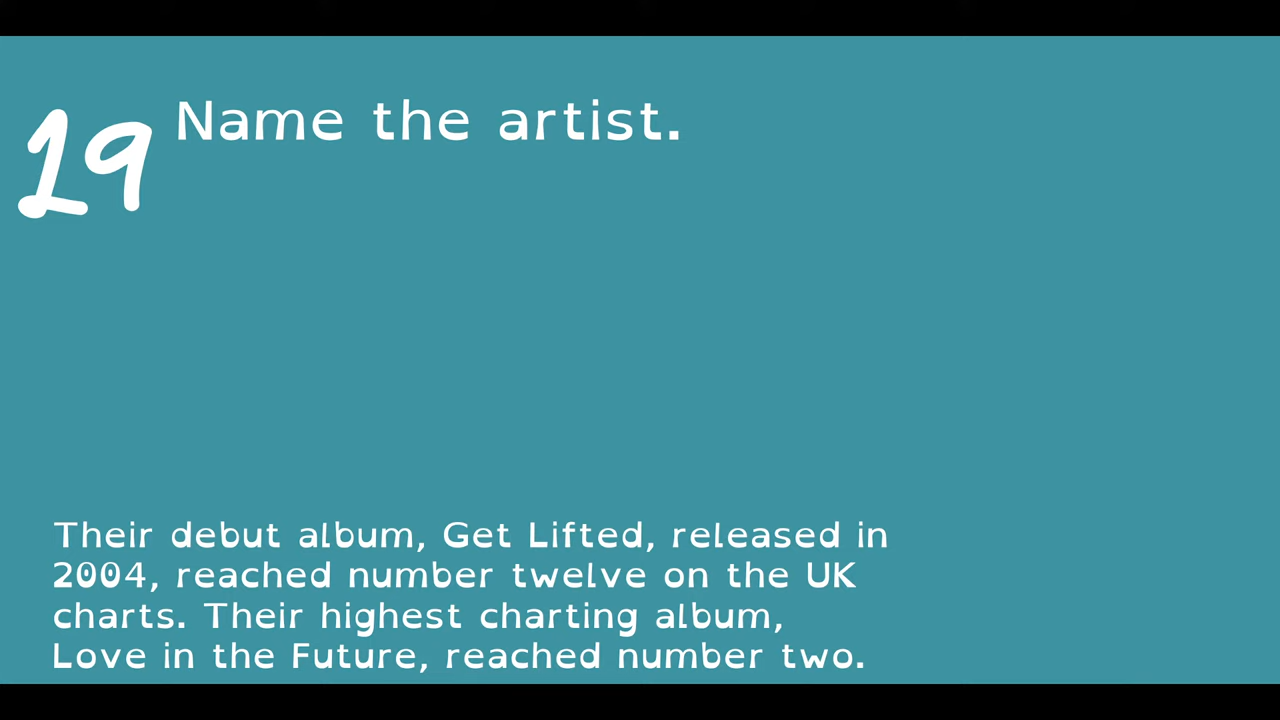 19
Name the artist.
Their debut album, Get Lifted, released in
2004, reached number twelve on the UK
charts. Their highest charting album,
Love in the Future, reached number two.